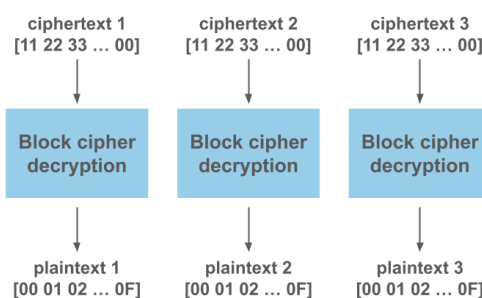 ciphertext 1
[11 22 33 … 00]
ciphertext 2
[11 22 33 … 00]
ciphertext 3
[11 22 33 … 00]
Block cipher
decryption
Block cipher
decryption
Block cipher
decryption
plaintext 1
[00 01 02 … 0F]
plaintext 2
[00 01 02 … 0F]
plaintext 3
[00 01 02 … 0F]